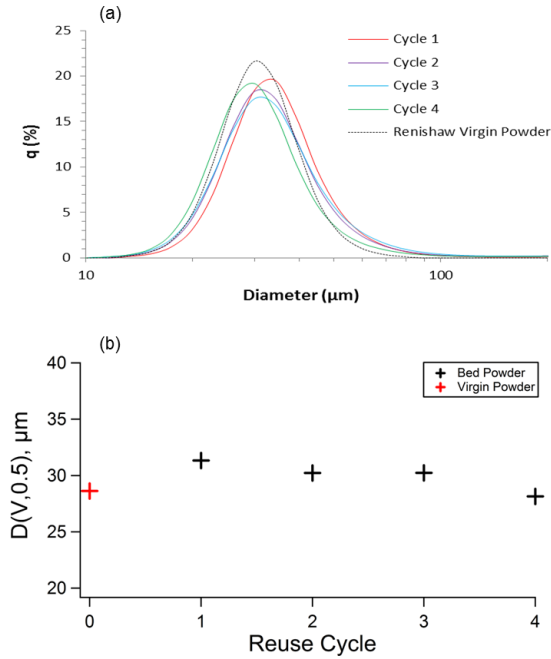 (a)
25
20
15
10
5
0
q (%)
10
100
Diameter (µm)
Cycle 1
Cycle 2
Cycle 3
Cycle 4
Renishaw Virgin Powder
(b)
40
35
30
25
20
D(V,0.5), µm
0 1 2 3 4
Reuse Cycle
Bed Powder
Virgin Powder